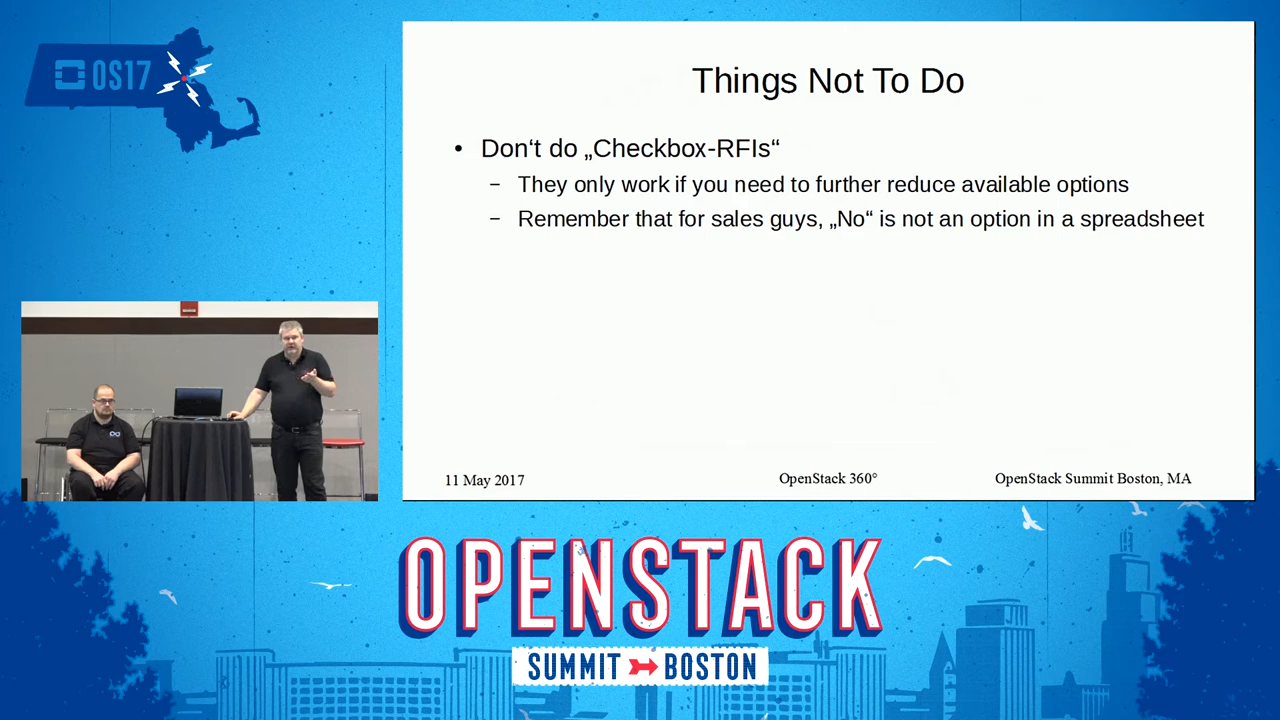 OS17
Things Not To Do
• Don‘t do „Checkbox-RFIs“
– They only work if you need to further reduce available options
– Remember that for sales guys, „No“ is not an option in a spreadsheet
11 May 2017
OpenStack 360°
OpenStack Summit Boston, MA
OPENSTACK
SUMMIT BOSTON